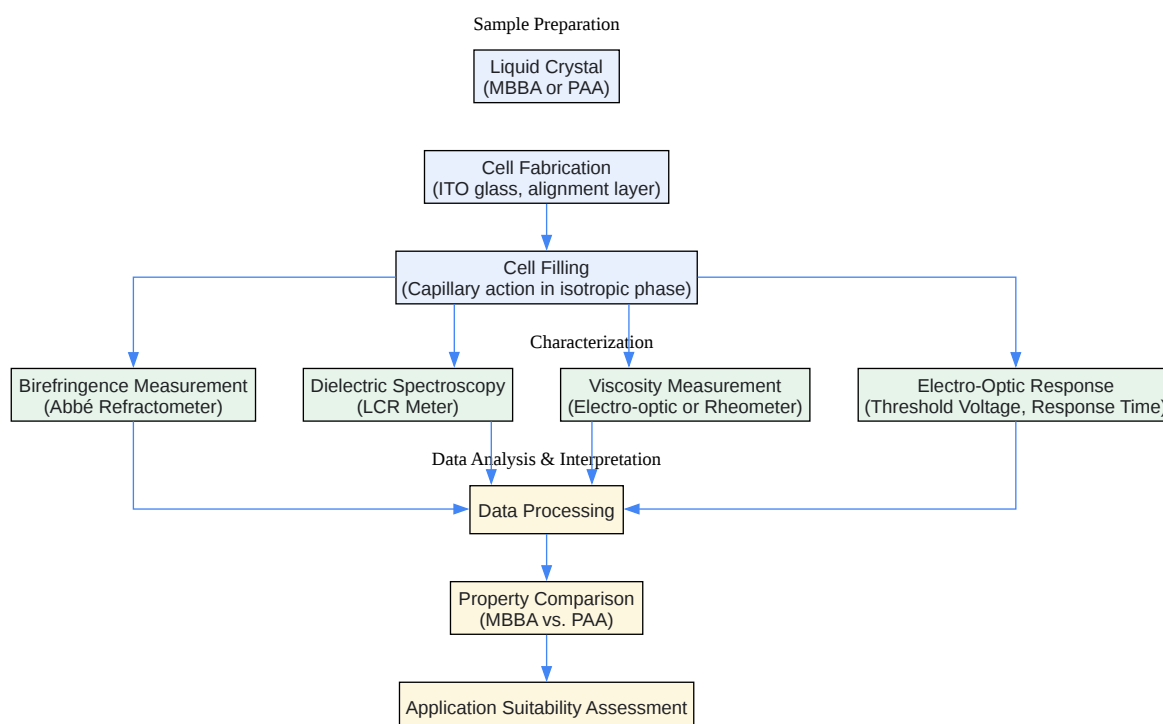 Sample Preparation
Liquid Crystal
(MBBA or PAA)
Cell Fabrication
(ITO glass, alignment layer)
Cell Filling
(Capillary action in isotropic phase)
Characterization
Birefringence Measurement
(Abbé Refractometer)
Dielectric Spectroscopy
(LCR Meter)
Viscosity Measurement
(Electro-optic or Rheometer)
Electro-Optic Response
(Threshold Voltage, Response Time)
Data Analysis & Interpretation
Data Processing
Property Comparison
(MBBA vs. PAA)
Application Suitability Assessment